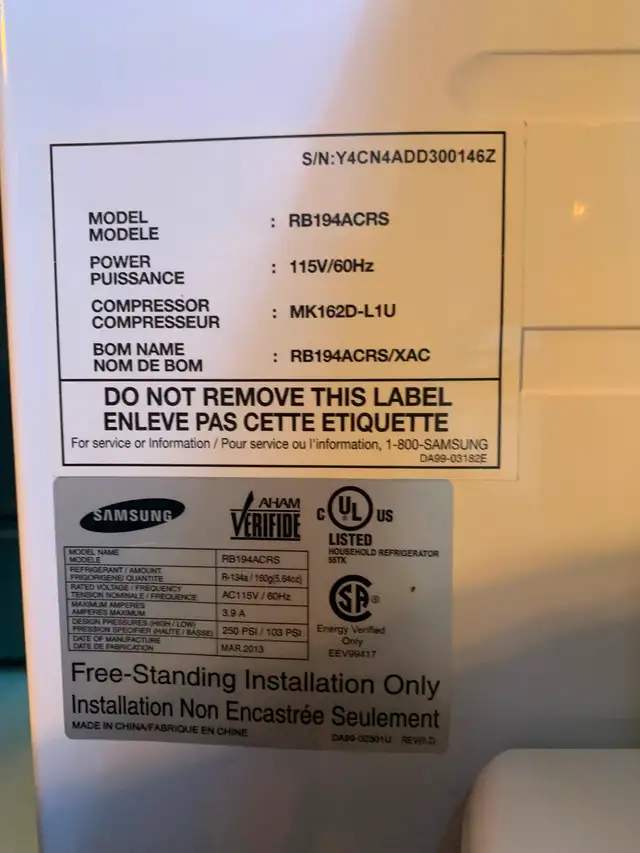 S/N:Y4CN4ADD300146Z
MODEL : RB194ACRS
MODELE
POWER : 115V/60Hz
PUISSANCE
COMPRESSOR : MK162D-L1U
COMPRESSEUR
BOM NAME : RB194ACRS/XAC
NOM DE BOM
DO NOT REMOVE THIS LABEL
ENLEVE PAS CETTE ETIQUETTE
For service or Information / Pour service ou l'information, 1-800-SAMSUNG
DA99-03182E
SAMSUNG
AHAM
VERIFIDE
C UL US
LISTED
HOUSEHOLD REFRIGERATOR
55TK
MODEL NAME
MODELE
RB194ACRS
REFRIGERANT / AMOUNT
FRIGORIGENE/ QUANTITE
R-134a / 160g(5.64oz)
RATED VOLTAGE / FREQUENCY
TENSION NOMINALE / FREQUENCE
AC115V / 60Hz
MAXIMUM AMPERES
AMPERES MAXIMUM
3.9 A
DESIGN PRESSURES (HIGH / LOW)
PRESSION SPECIFIER (HAUTE / BASSE)
250 PSI / 103 PSI
DATE OF MANUFACTURE
DATE DE FABRICATION
MAR.2013
SA ®
Energy Verified
Only
EEV99417
Free-Standing Installation Only
Installation Non Encastrée Seulement
MADE IN CHINA/FABRIQUE EN CHINE